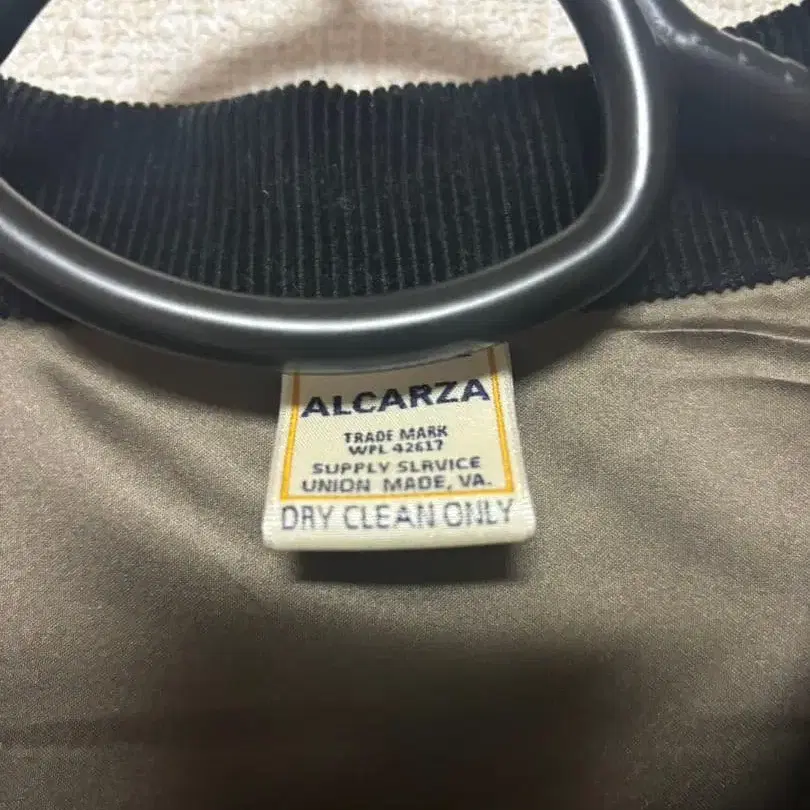 ALCARZA
TRADE MARK
WPL 42617
SUPPLY SLRVICE
UNION MADE, VA.
DRY CLEAN ONLY